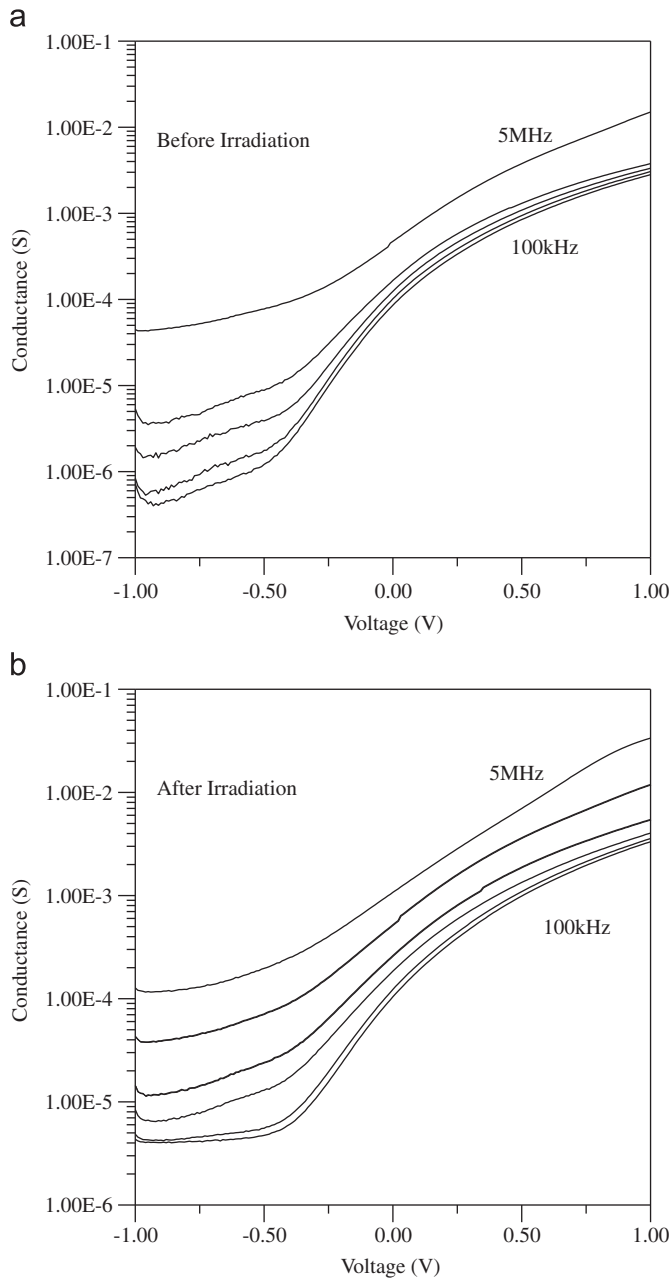 a
1.00E-1
1.00E-2
1.00E-3
1.00E-4
1.00E-5
1.00E-6
1.00E-7
Conductance (S)
Before Irradiation
5MHz
100kHz
-1.00 -0.50 0.00 0.50 1.00
Voltage (V)
b
1.00E-1
1.00E-2
1.00E-3
1.00E-4
1.00E-5
1.00E-6
Conductance (S)
After Irradiation
5MHz
100kHz
-1.00 -0.50 0.00 0.50 1.00
Voltage (V)